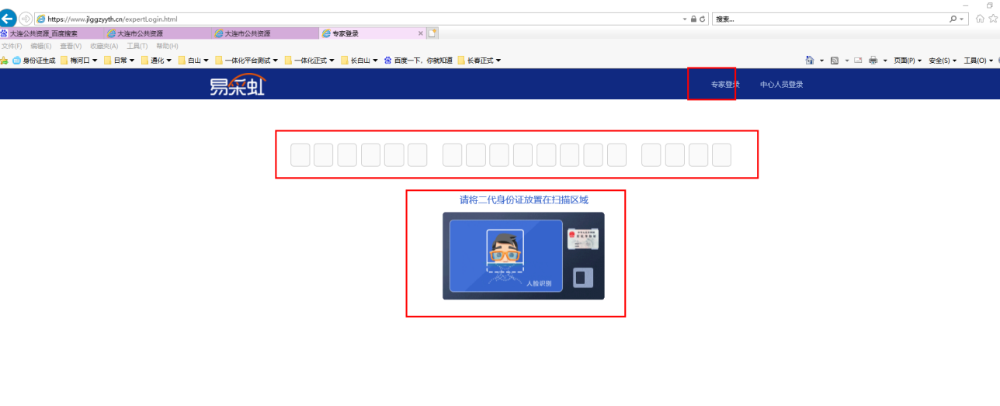 https://www.jlggzyyth.cn/expertLogin.html
搜索...
大连公共资源_百度搜索
大连市公共资源
大连市公共资源
专家登录
文件(F) 编辑(E) 查看(V) 收藏夹(A) 工具(T) 帮助(H)
身份证生成 梅河口 日常 通化 白山 一体化平台测试 一体化正式 长白山 百度一下，你就知道 长春正式
页面(P) 安全(S) 工具(O)
易采虹
专家登录 中心人员登录
请将二代身份证放置在扫描区域
人脸识别